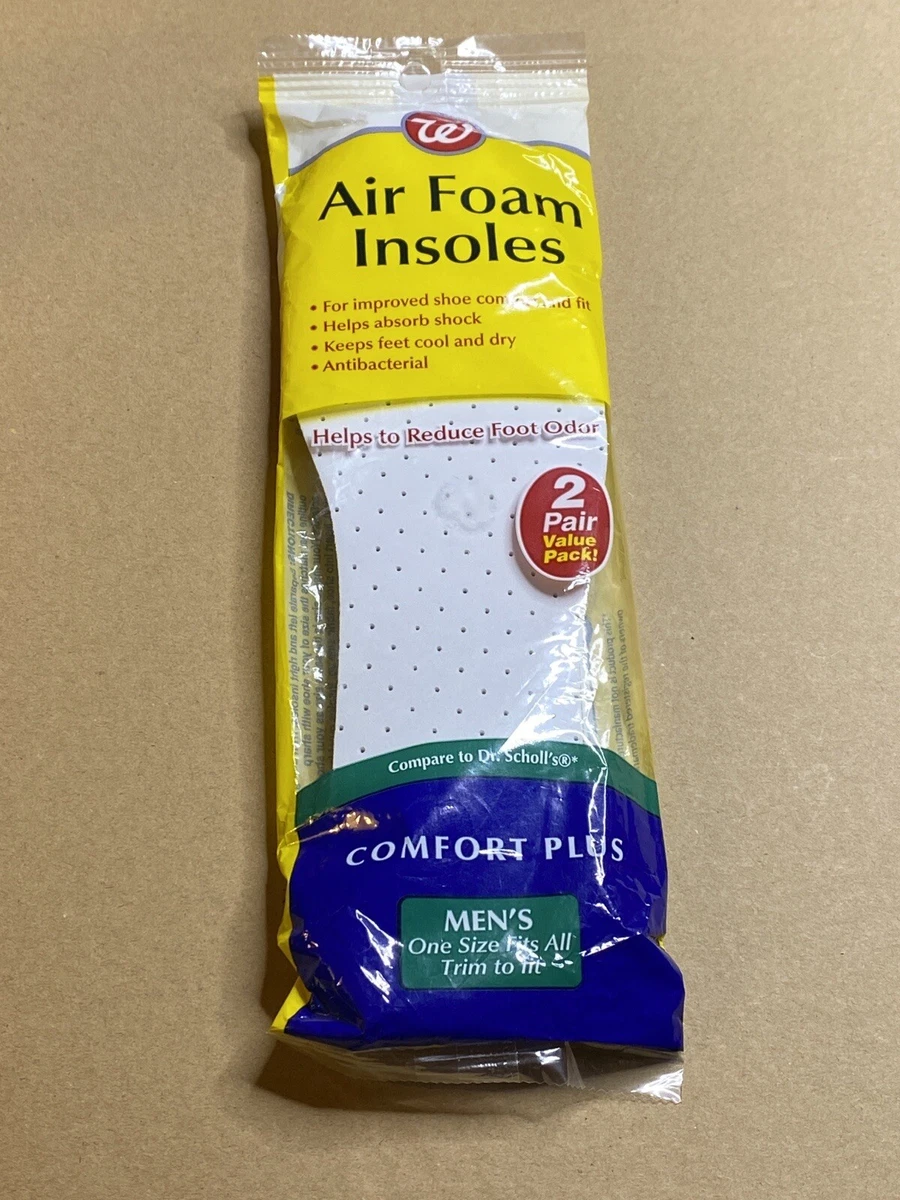 W
Air Foam
Insoles
• For improved shoe comfort and fit
• Helps absorb shock
• Keeps feet cool and dry
• Antibacterial
Helps to Reduce Foot Odor
2
Pair
Value
Pack!
Compare to Dr. Scholl's®*
COMFORT PLUS
MEN'S
One Size Fits All
Trim to fit